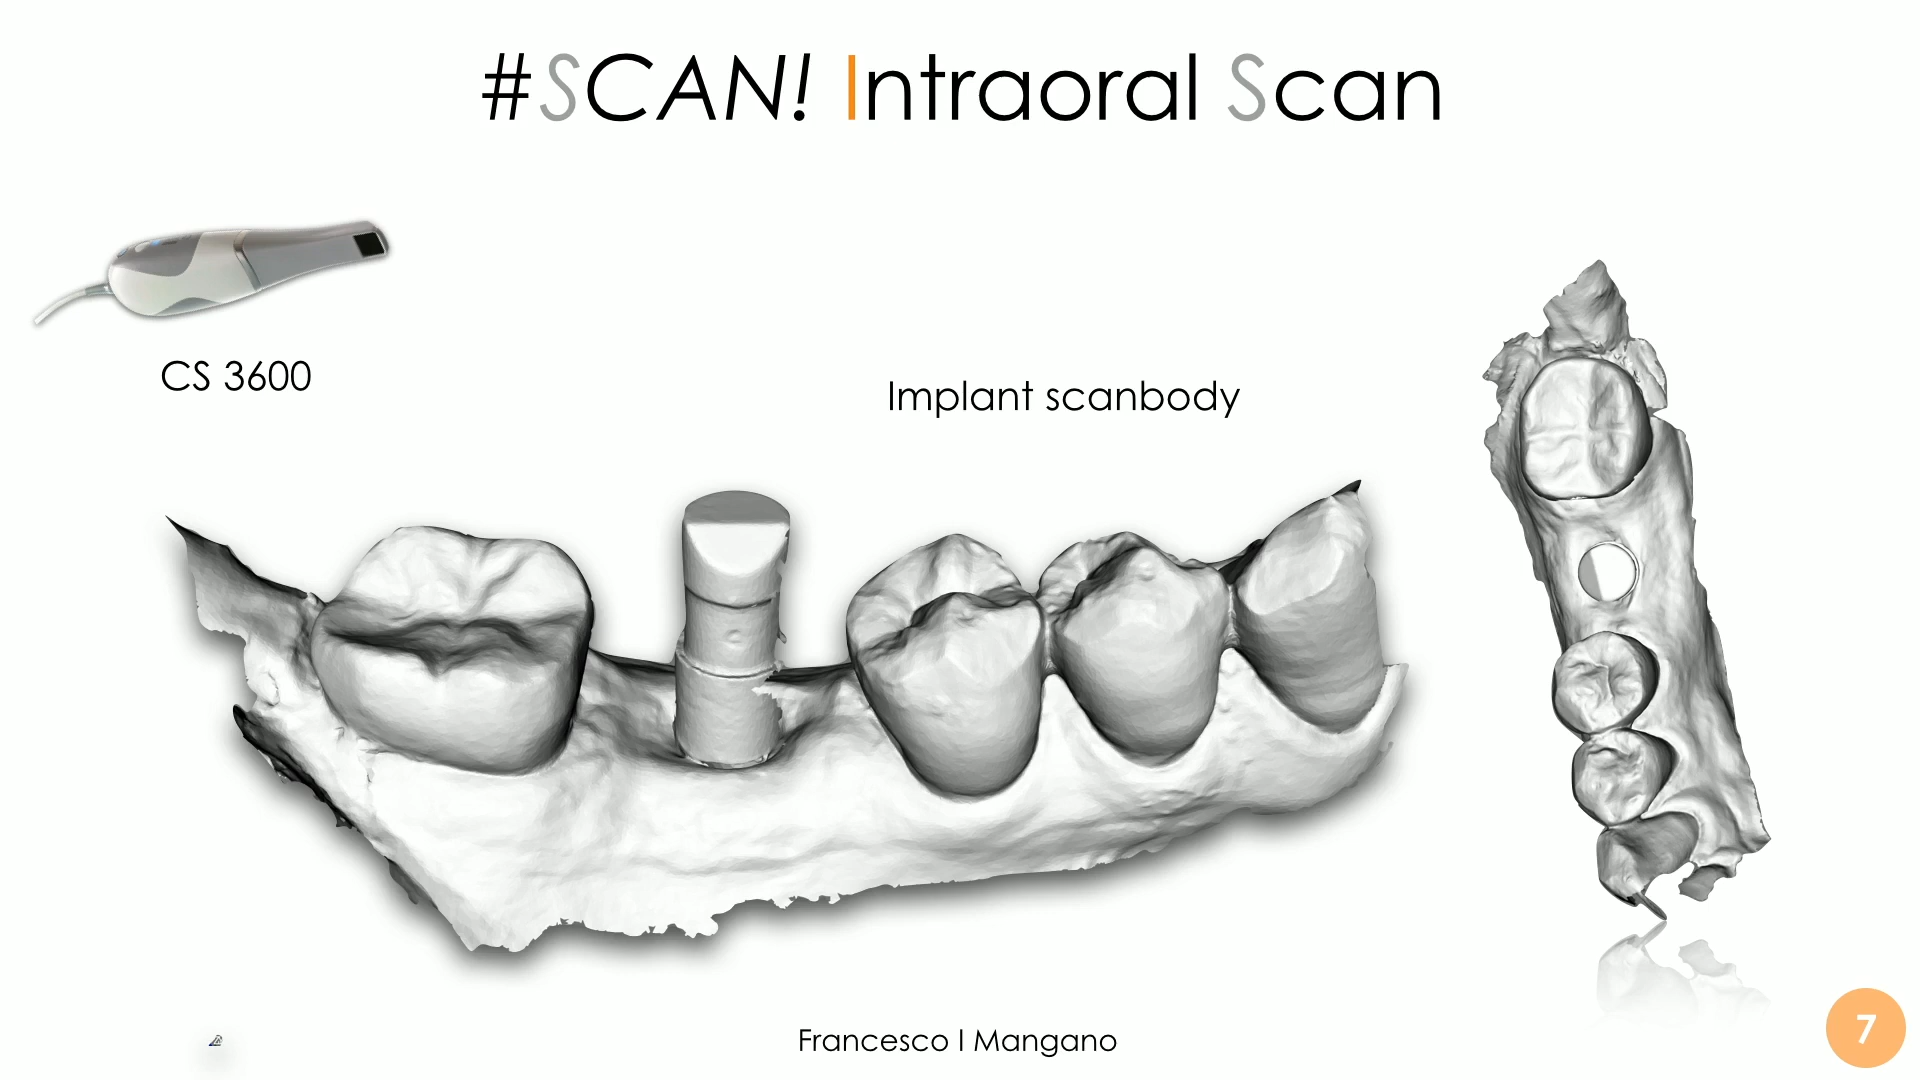 #SCAN! Intraoral Scan
CS 3600
Implant scanbody
Francesco I Mangano
7